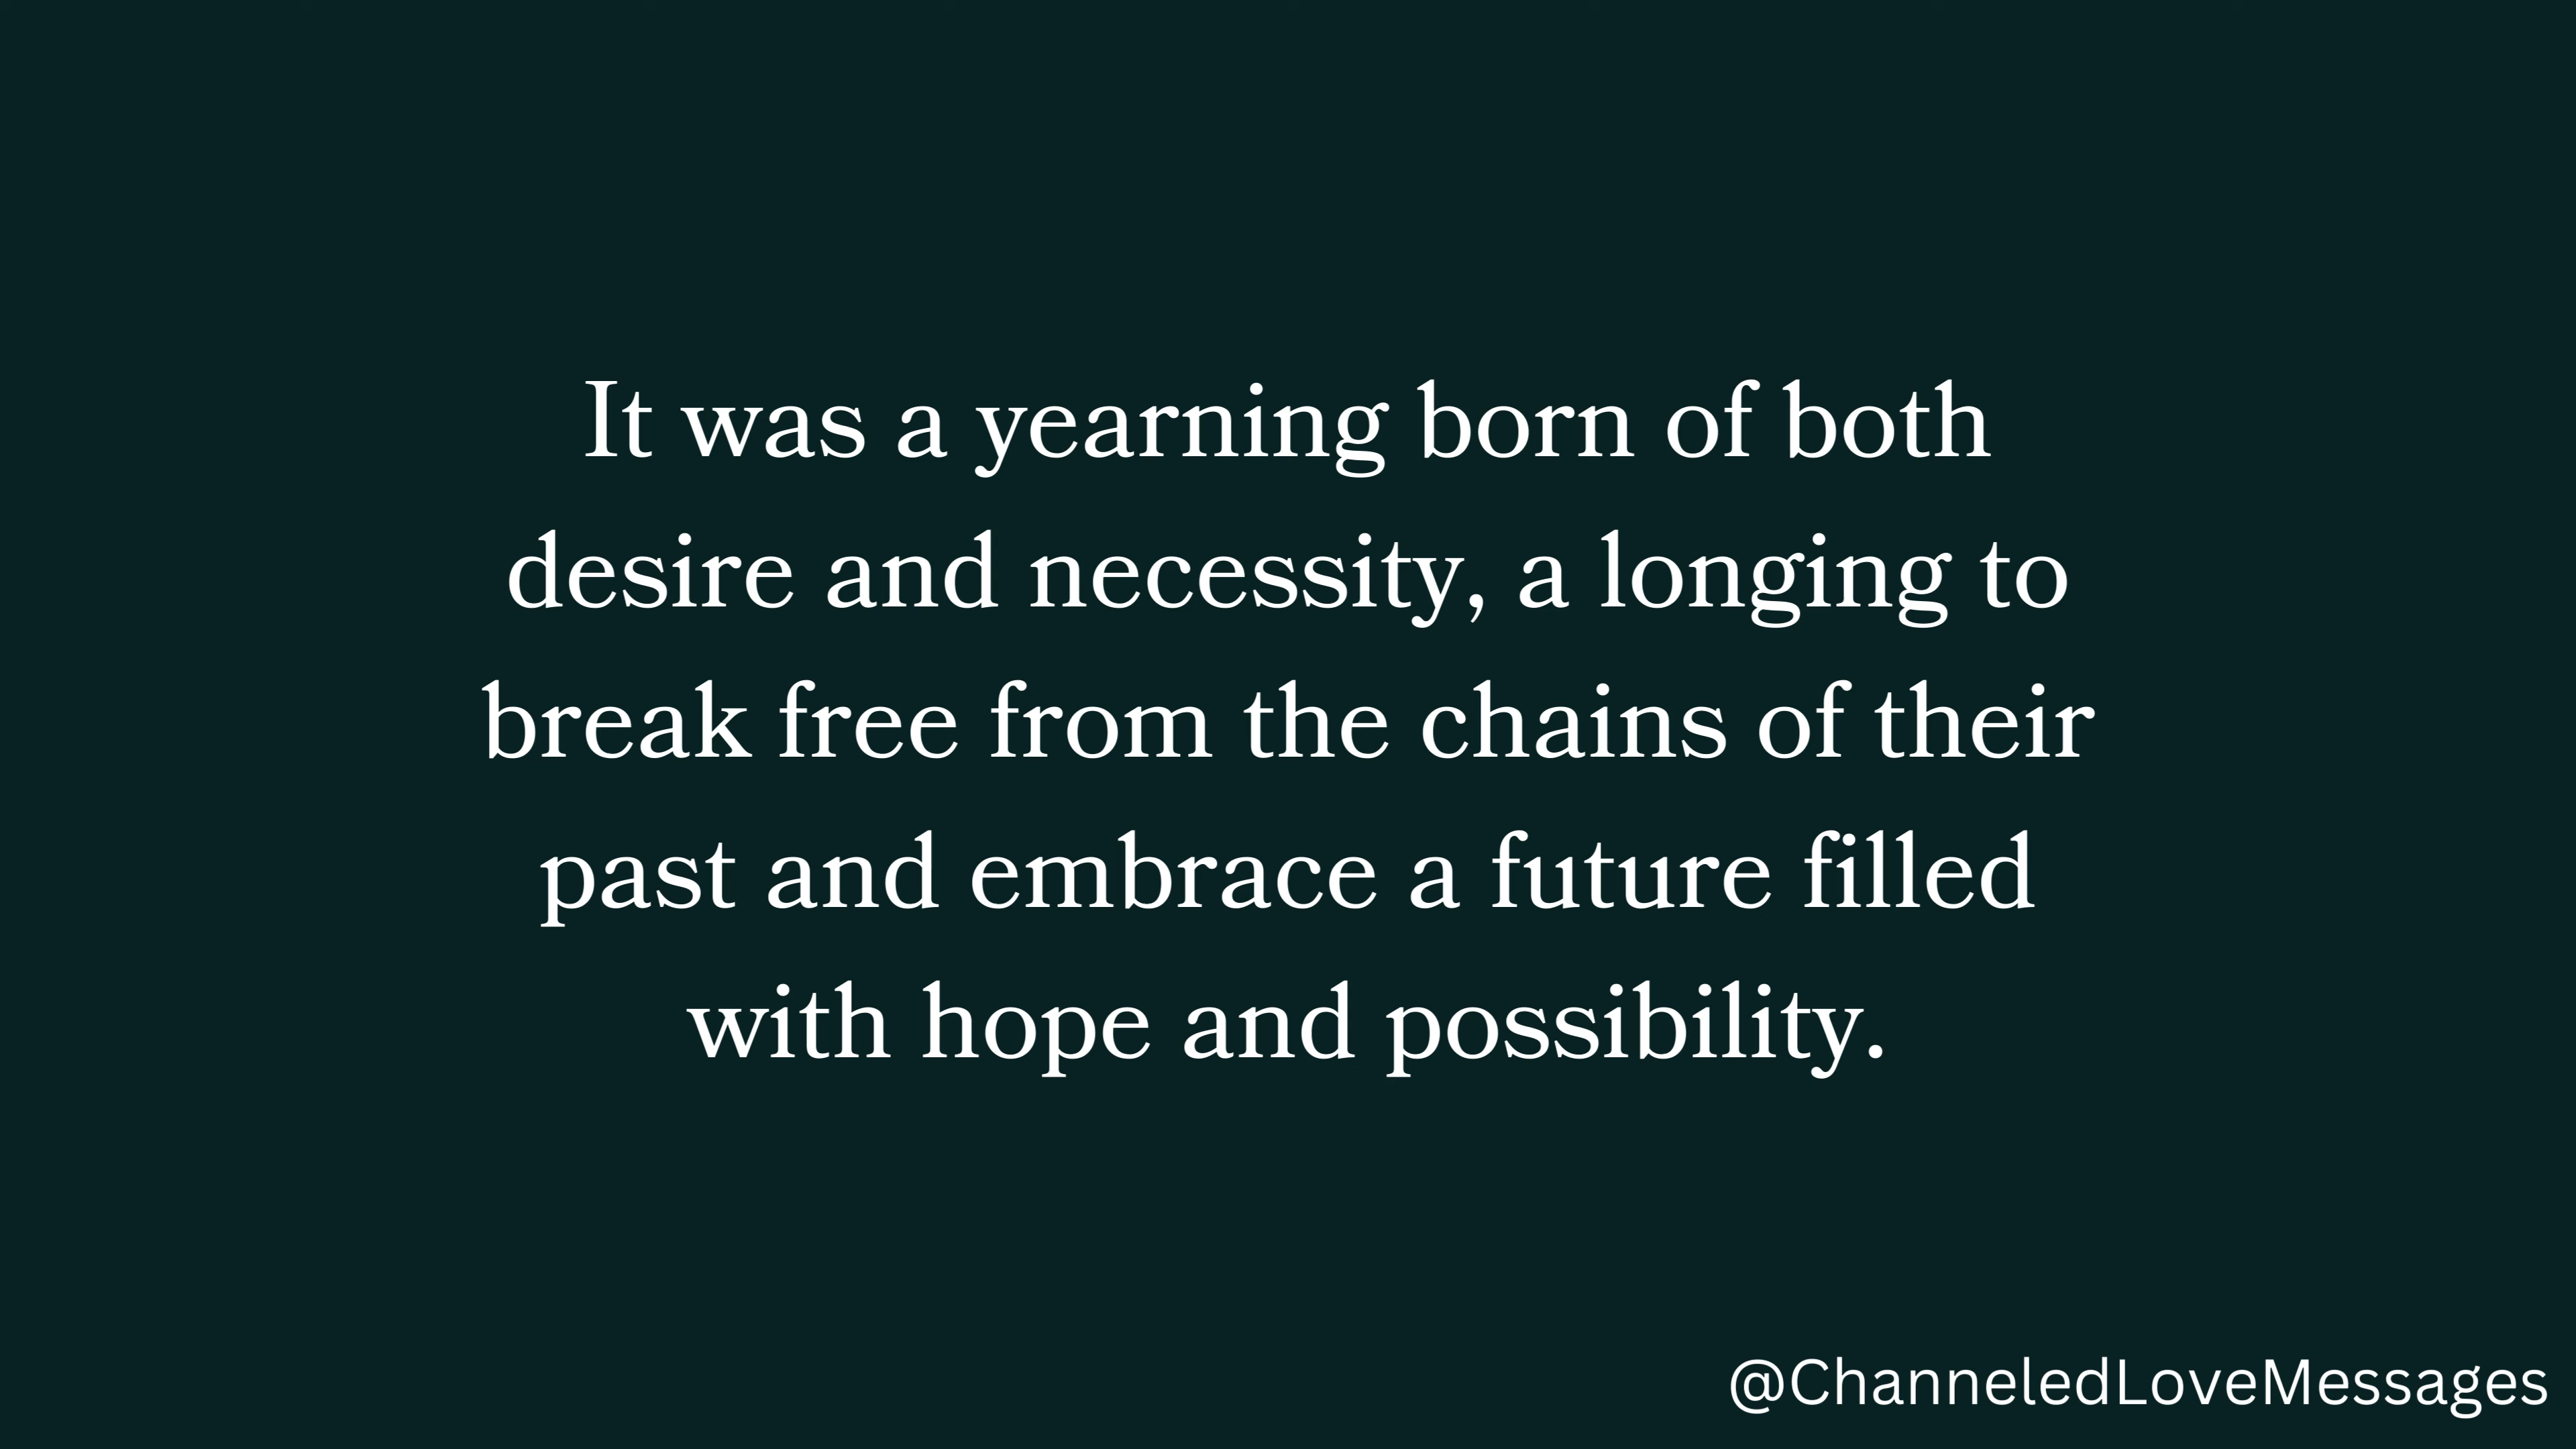 It was a yearning born of both
desire and necessity, a longing to
break free from the chains of their
past and embrace a future filled
with hope and possibility.
@ChanneledLoveMessages